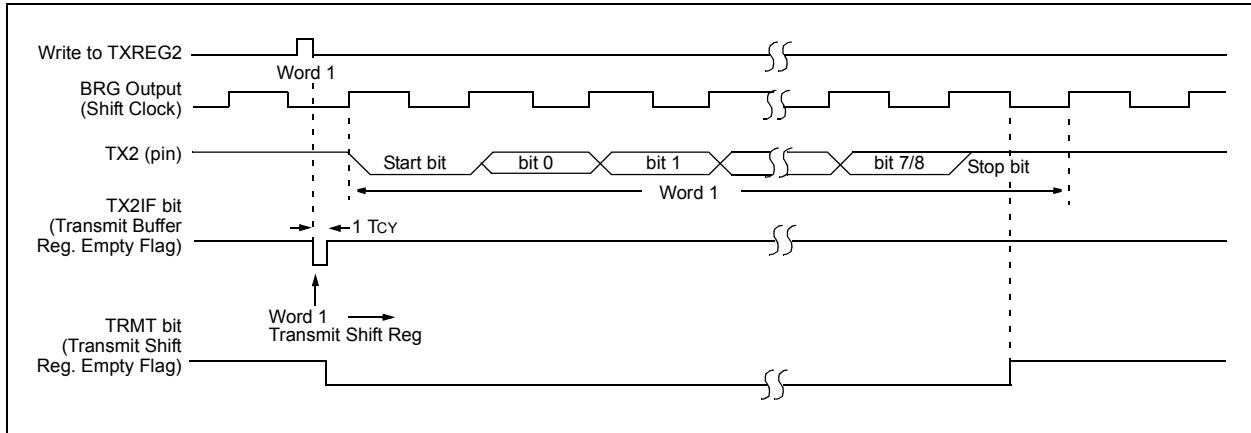 Write to TXREG2
Word 1
BRG Output
(Shift Clock)
TX2 (pin)
Start bit
bit 0
bit 1
bit 7/8
Stop bit
Word 1
TX2IF bit
(Transmit Buffer
Reg. Empty Flag)
1 TCY
Word 1
Transmit Shift Reg
TRMT bit
(Transmit Shift
Reg. Empty Flag)